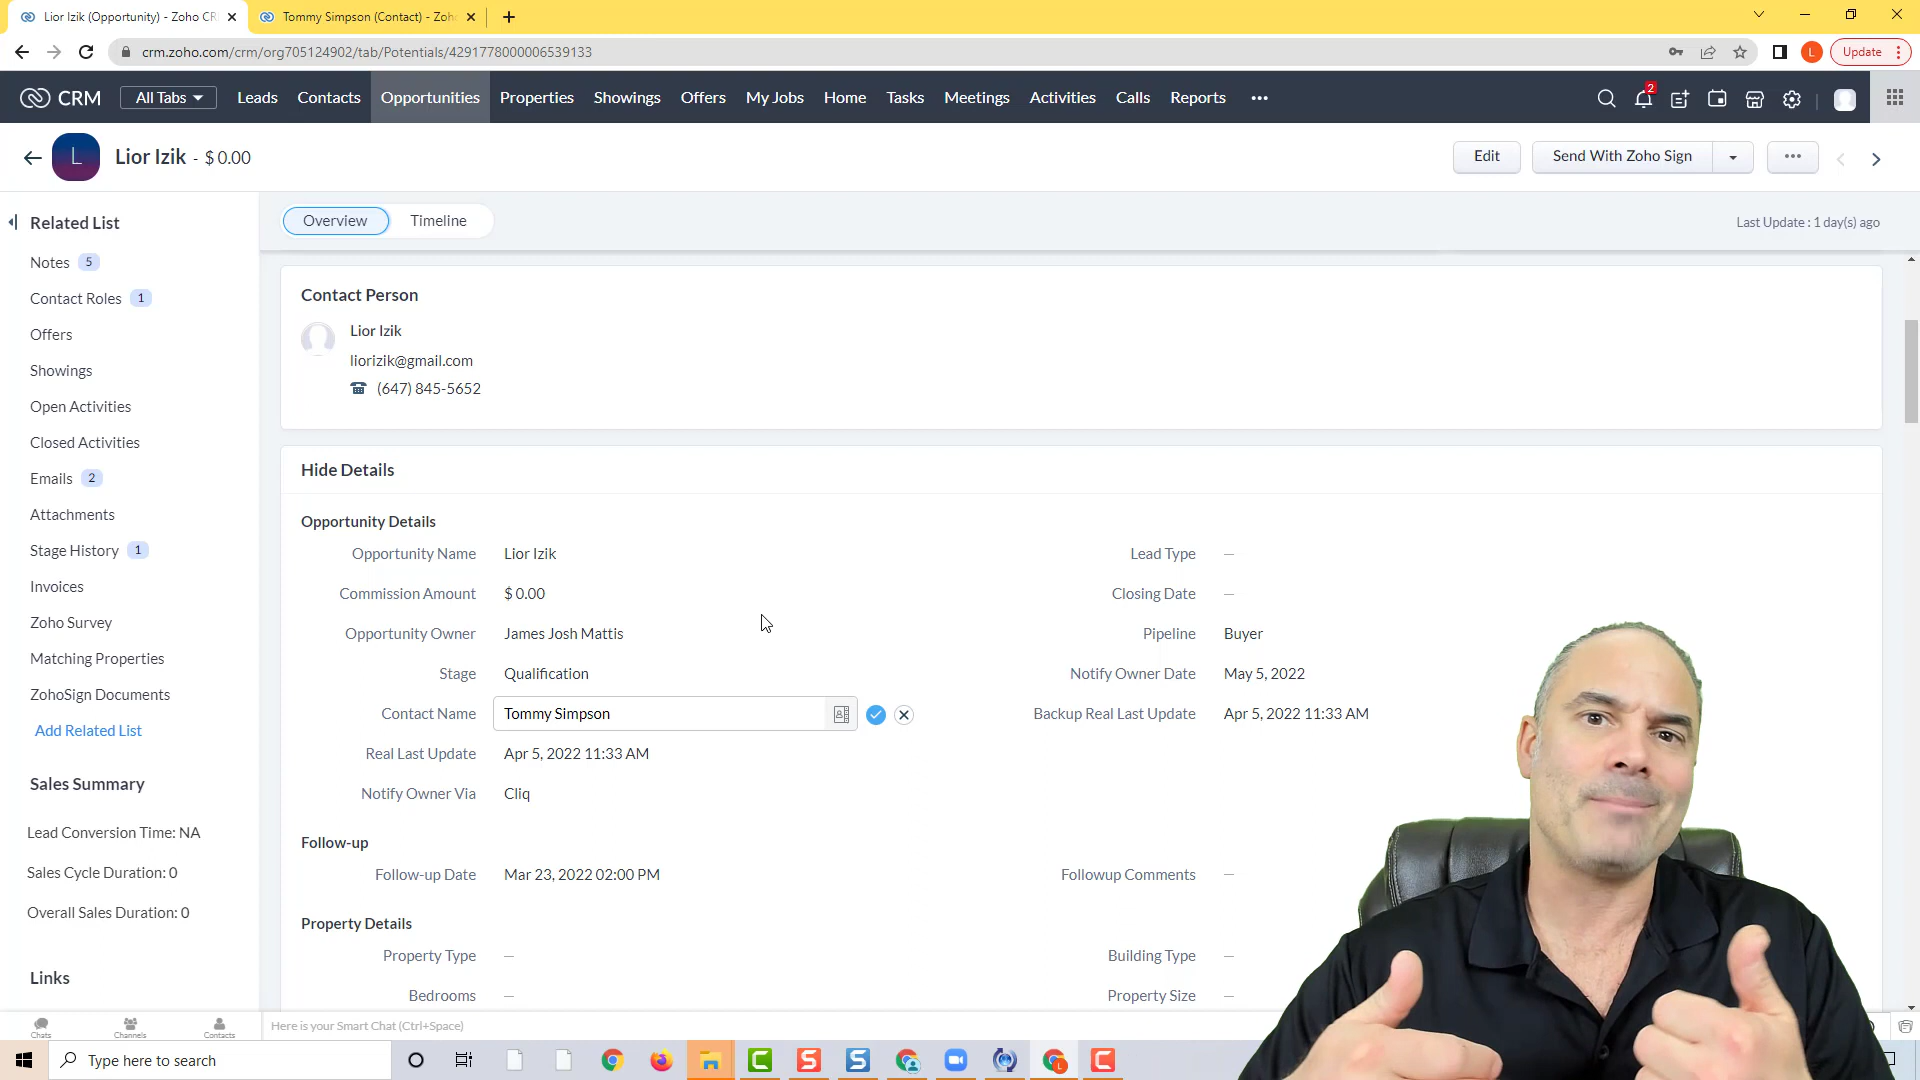 Lior Izik (Opportunity) - Zoho CR
Tommy Simpson (Contact) - Zoh
crm.zoho.com/crm/org705124902/tab/Potentials/4291778000006539133
L
Update
CRM
All Tabs
Leads
Contacts
Opportunities
Properties
Showings
Offers
My Jobs
Home
Tasks
Meetings
Activities
Calls
Reports
2
L
Lior Izik - $ 0.00
Edit
Send With Zoho Sign
Related List
Overview
Timeline
Last Update : 1 day(s) ago
Notes 5
Contact Roles 1
Offers
Showings
Open Activities
Closed Activities
Emails 2
Attachments
Stage History 1
Invoices
Zoho Survey
Matching Properties
ZohoSign Documents
Add Related List
Sales Summary
Lead Conversion Time: NA
Sales Cycle Duration: 0
Overall Sales Duration: 0
Links
Contact Person
Lior Izik
liorizik@gmail.com
(647) 845-5652
Hide Details
Opportunity Details
Opportunity Name Lior Izik
Lead Type —
Commission Amount $ 0.00
Closing Date —
Opportunity Owner James Josh Mattis
Pipeline Buyer
Stage Qualification
Notify Owner Date May 5, 2022
Contact Name Tommy Simpson
Backup Real Last Update Apr 5, 2022 11:33 AM
Real Last Update Apr 5, 2022 11:33 AM
Notify Owner Via Cliq
Follow-up
Follow-up Date Mar 23, 2022 02:00 PM
Followup Comments —
Property Details
Property Type —
Building Type —
Bedrooms —
Property Size —
Chats
Channels
Contacts
Here is your Smart Chat (Ctrl+Space)
Type here to search